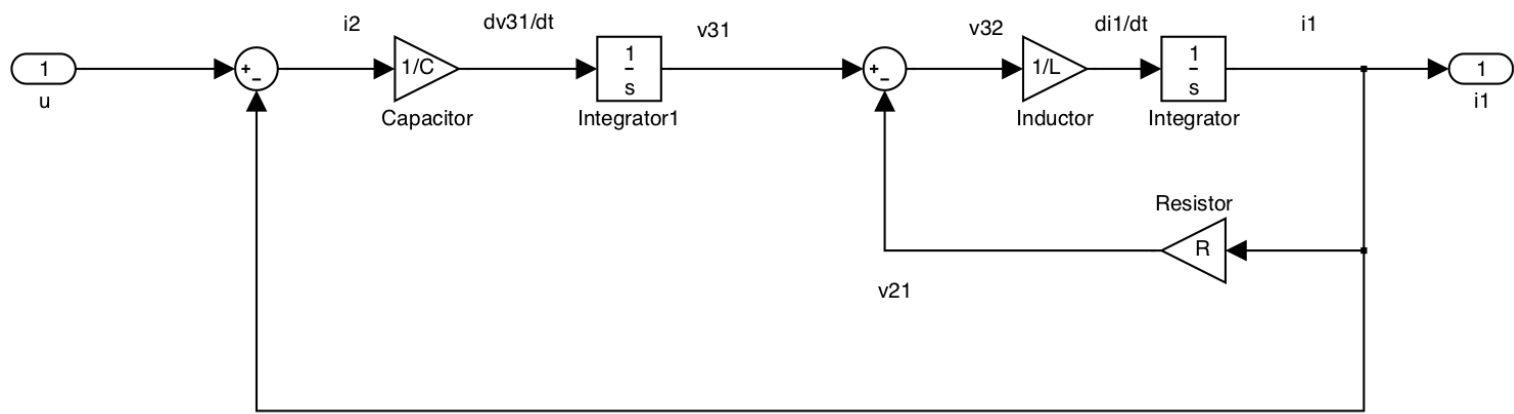 i2
dv31/dt
v31
v32
di1/dt
i1
1
u
+
−
1/C
Capacitor
1
s
Integrator1
+
−
1/L
Inductor
1
s
Integrator
1
i1
Resistor
R
v21